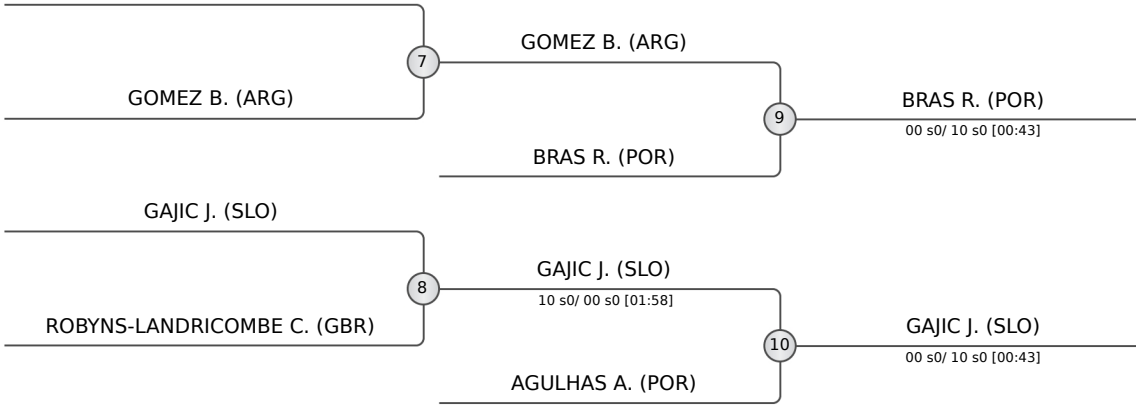 GOMEZ B. (ARG)
7
GOMEZ B. (ARG)
BRAS R. (POR)
9
BRAS R. (POR)
00 s0/ 10 s0 [00:43]
GAJIC J. (SLO)
ROBYNS-LANDRICOMBE C. (GBR)
8
GAJIC J. (SLO)
10 s0/ 00 s0 [01:58]
AGULHAS A. (POR)
10
GAJIC J. (SLO)
00 s0/ 10 s0 [00:43]